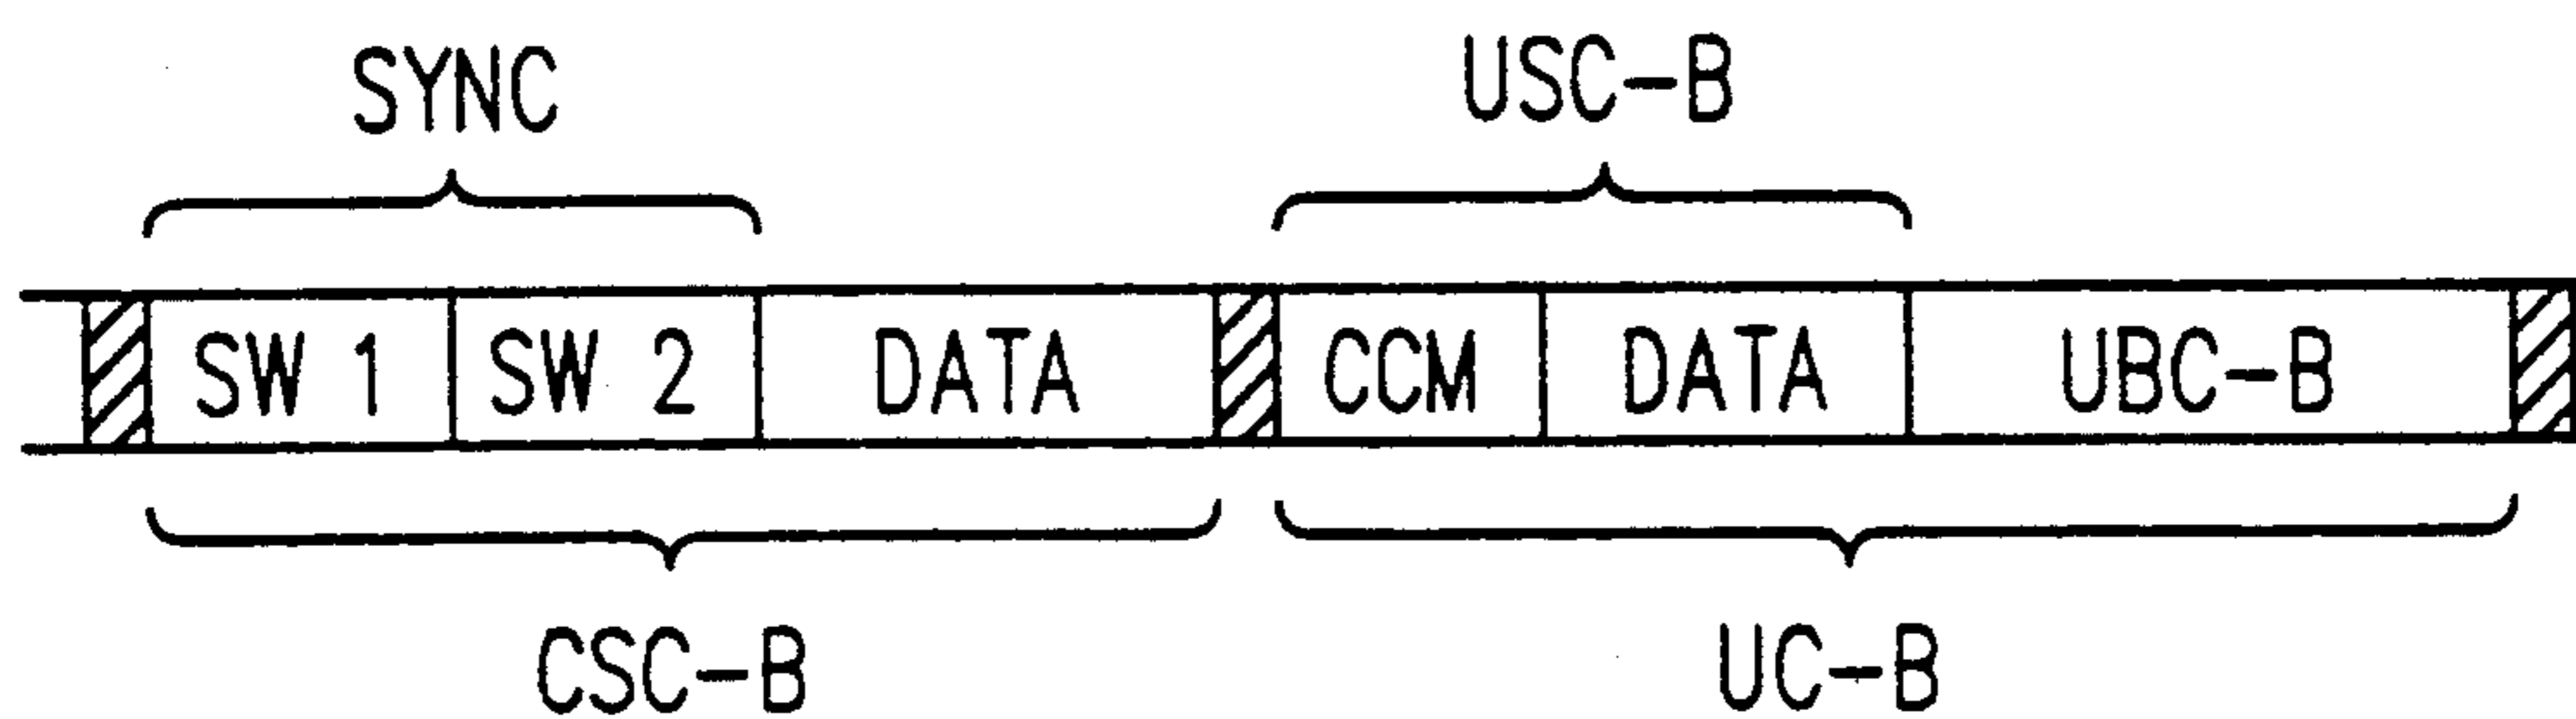 SYNC USC-B
SW 1 SW 2 DATA CCM DATA UBC-B
CSC-B UC-B